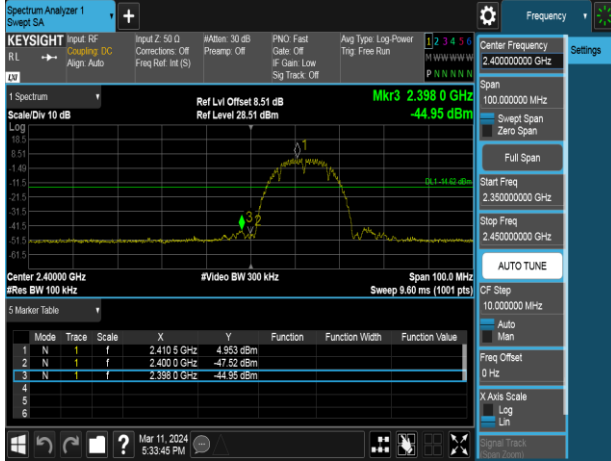 Spectrum Analyzer 1
Swept SA
Frequency
KEYSIGHT
RL
Input: RF
Coupling: DC
Align: Auto
Input Z: 50 Ω
Corrections: Off
Freq Ref: Int (S)
#Atten: 30 dB
Preamp: Off
PNO: Fast
Gate: Off
IF Gain: Low
Sig Track: Off
Avg Type: Log-Power
Trig: Free Run
1 2 3 4 5 6
M W W W W W
P N N N N N
LXI
Settings
1 Spectrum
Scale/Div 10 dB
Ref Lvl Offset 8.51 dB
Ref Level 28.51 dBm
Mkr3 2.398 0 GHz
-44.95 dBm
Log
18.5
8.51
-1.49
-11.5
-21.5
-31.5
-41.5
-51.5
-61.5
1
DL1 -14.62 dBm
3 2
Center 2.40000 GHz
#Res BW 100 kHz
#Video BW 300 kHz
Span 100.0 MHz
Sweep 9.60 ms (1001 pts)
5 Marker Table
Mode Trace Scale X Y Function Function Width Function Value
1 N 1 f 2.410 5 GHz 4.953 dBm
2 N 1 f 2.400 0 GHz -47.52 dBm
3 N 1 f 2.398 0 GHz -44.95 dBm
4
5
6
Mar 11, 2024
5:33:45 PM
?
Center Frequency
2.400000000 GHz
Span
100.000000 MHz
Swept Span
Zero Span
Full Span
Start Freq
2.350000000 GHz
Stop Freq
2.450000000 GHz
AUTO TUNE
CF Step
10.000000 MHz
Auto
Man
Freq Offset
0 Hz
X Axis Scale
Log
Lin
Signal Track
(Span Zoom)